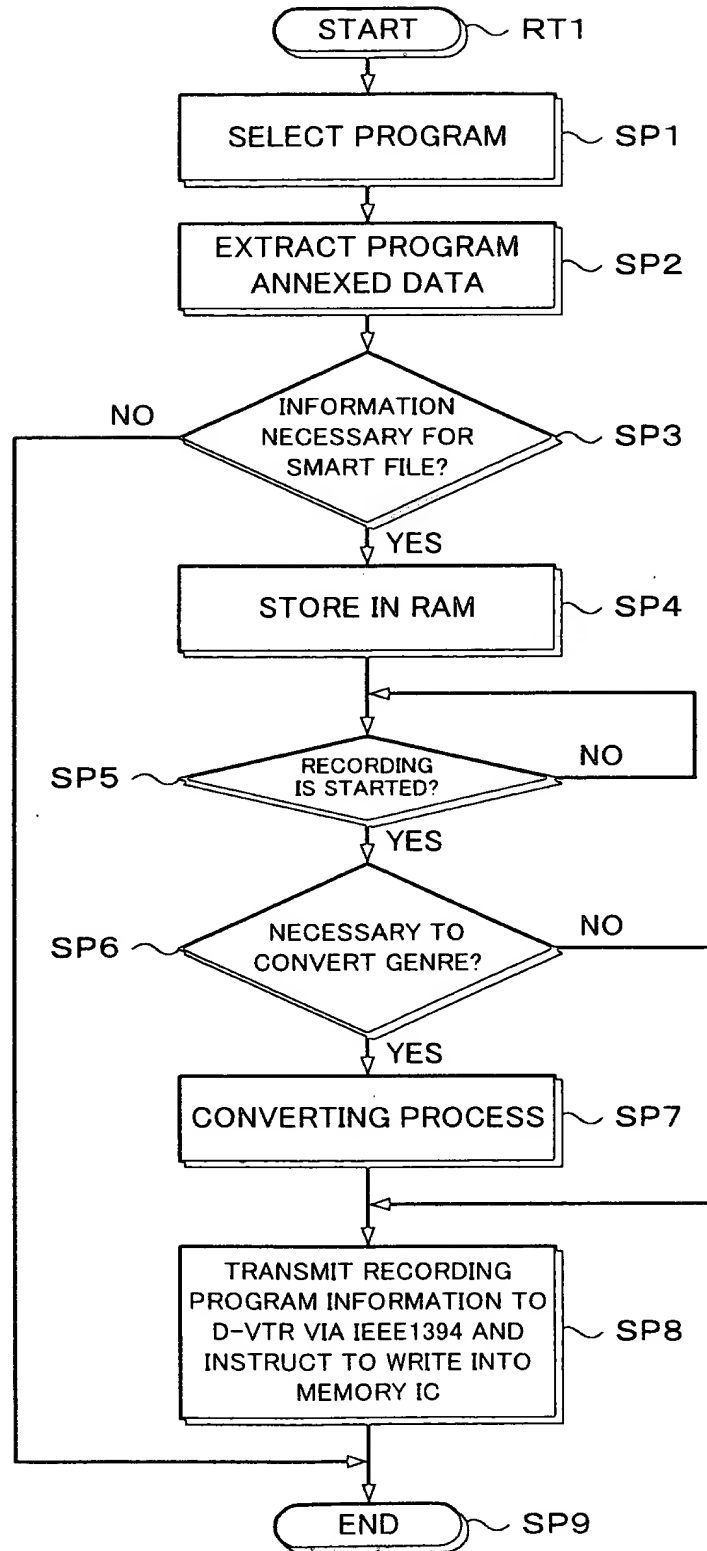 START
RT1
SELECT PROGRAM
SP1
EXTRACT PROGRAM
ANNEXED DATA
SP2
NO
INFORMATION
NECESSARY FOR
SMART FILE?
SP3
YES
STORE IN RAM
SP4
SP5
RECORDING
IS STARTED?
NO
YES
SP6
NECESSARY TO
CONVERT GENRE?
NO
YES
CONVERTING PROCESS
SP7
TRANSMIT RECORDING
PROGRAM INFORMATION TO
D-VTR VIA IEEE1394 AND
INSTRUCT TO WRITE INTO
MEMORY IC
SP8
END
SP9